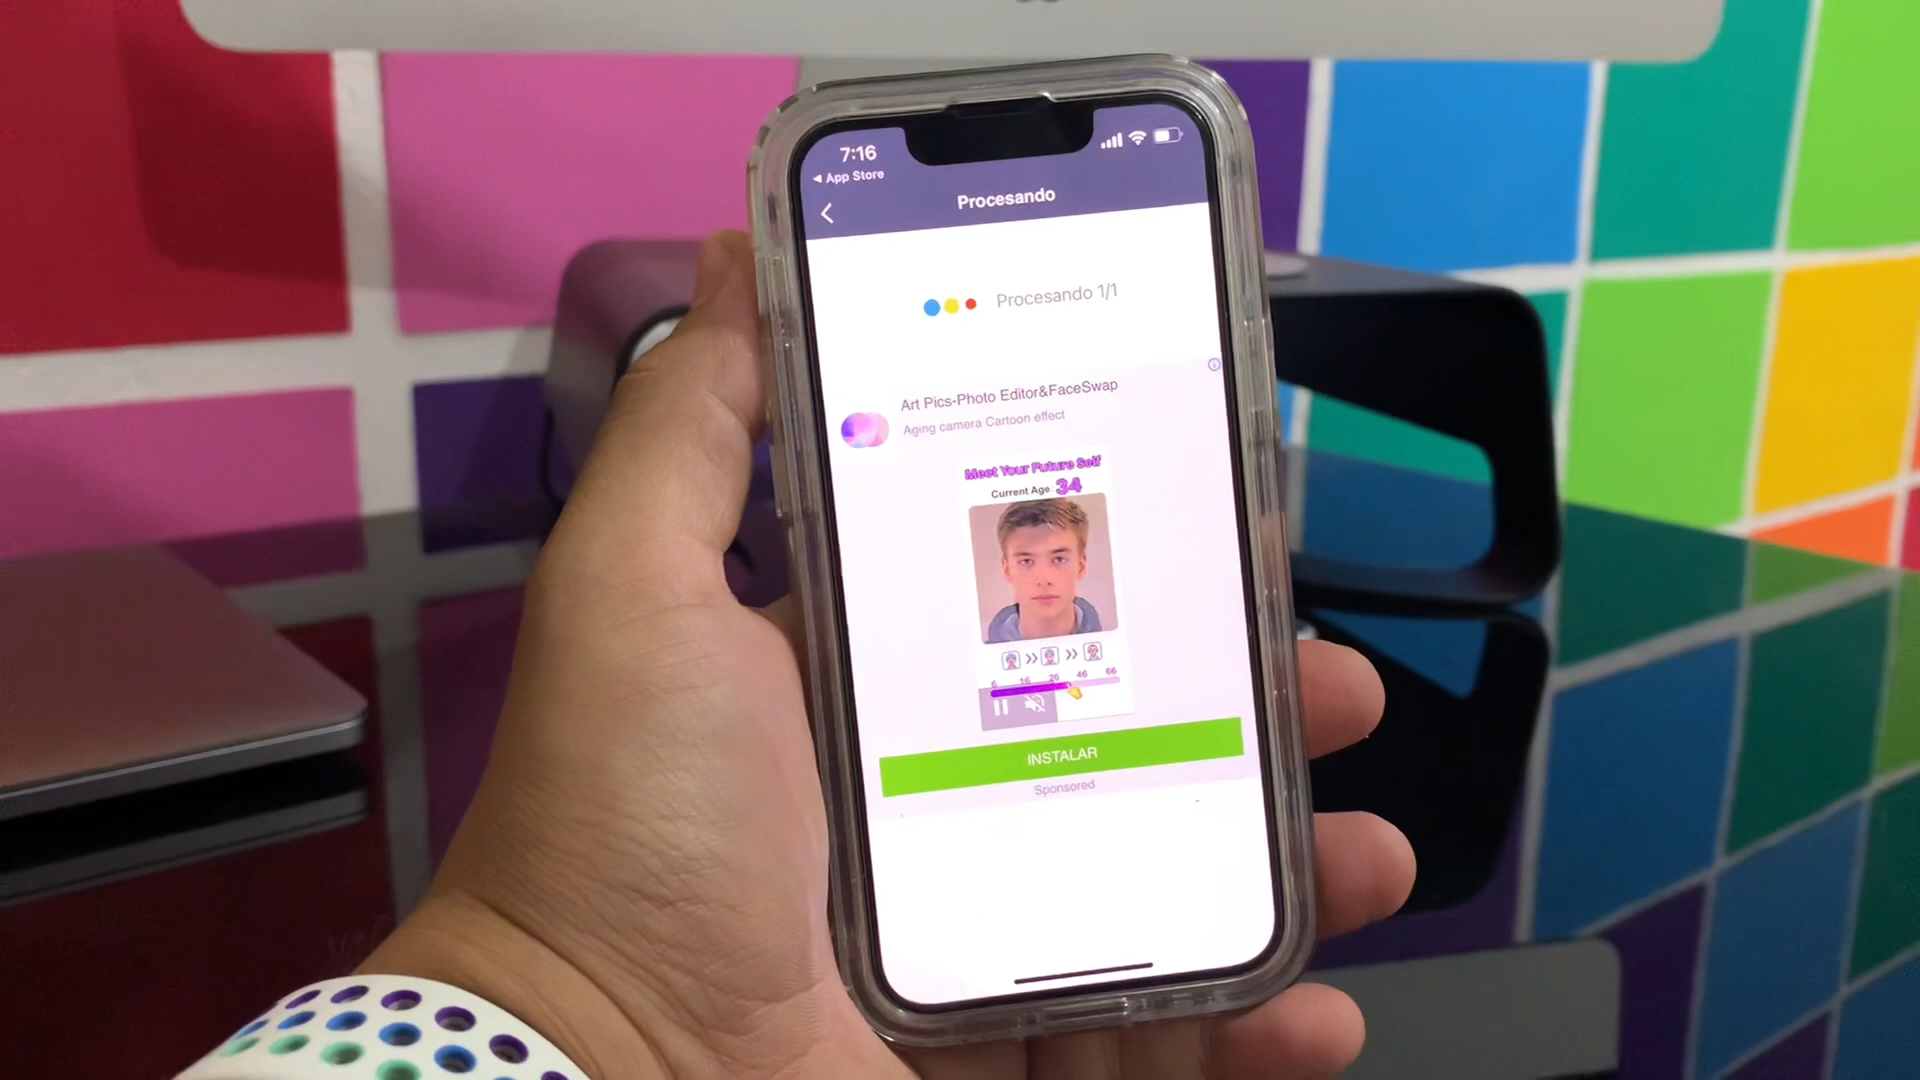 7:16
◄ App Store
Procesando
Procesando 1/1
Art Pics-Photo Editor&FaceSwap
Aging camera Cartoon effect
Meet Your Future Self
Current Age 34
6 16 26 46 66
INSTALAR
Sponsored